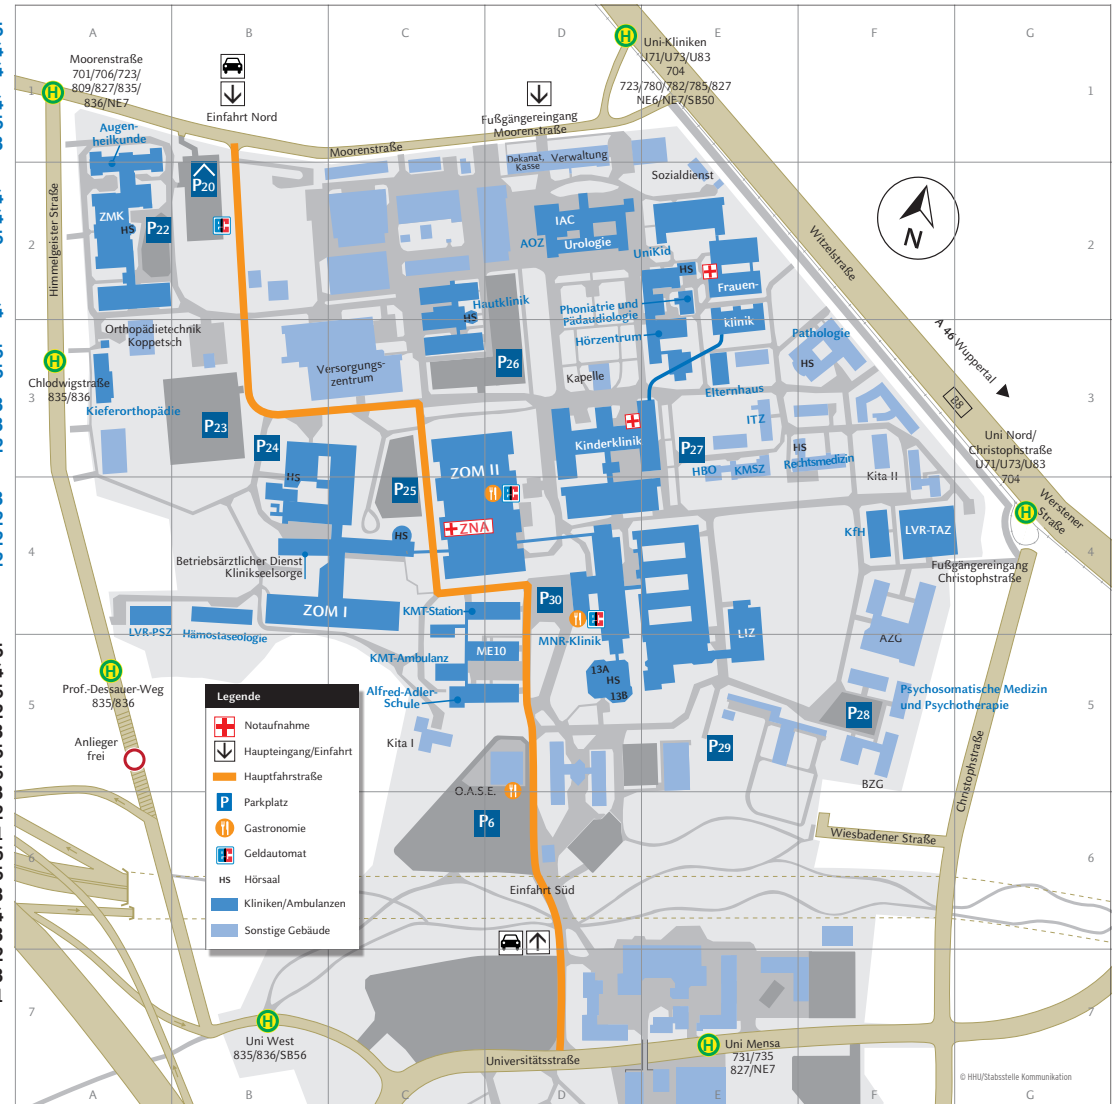 A
B
C
D
E
F
G
Moorenstraße
701/706/723/
809/827/835/
836/NE7
Einfahrt Nord
Fußgängereingang
Moorenstraße
Uni-Kliniken
U71/U73/U83
704
723/780/782/785/827
NE6/NE7/SB50
1
1
Augen-
heilkunde
Moorenstraße
Dekanat,
Kasse
Verwaltung
Sozialdienst
P20
Himmelgeister Straße
ZMK
HS
P22
IAC
AOZ
Urologie
UniKid
Witzelstraße
N
2
2
HS
Frauen-
klinik
Hautklinik
HS
Phoniatrie und
Pädaudiologie
Hörzentrum
Orthopädietechnik
Koppetsch
Pathologie
HS
A 46 Wuppertal
B8
Chlodwigstraße
835/836
Kieferorthopädie
Versorgungs-
zentrum
P26
Kapelle
Elternhaus
3
3
P23
P24
Kinderklinik
P27
ITZ
HBO
KMSZ
HS
Rechtsmedizin
Kita II
Uni Nord/
Christophstraße
U71/U73/U83
704
Werstener
Straße
HS
P25
ZOM II
ZNA
HS
KfH
LVR-TAZ
4
4
Betriebsärztlicher Dienst
Klinikseelsorge
Fußgängereingang
Christophstraße
ZOM I
KMT-Station
P30
LVR-PSZ
Hämostaseologie
MNR-Klinik
LIZ
AZG
ME10
KMT-Ambulanz
13A
HS
13B
Prof.-Dessauer-Weg
835/836
Alfred-Adler-
Schule
Psychosomatische Medizin
und Psychotherapie
P28
5
5
Anlieger
frei
Kita I
P29
BZG
Christophstraße
O.A.S.E.
P6
Wiesbadener Straße
6
6
Legende
Notaufnahme
Haupteingang/Einfahrt
Hauptfahrstraße
P Parkplatz
Gastronomie
Geldautomat
HS Hörsaal
Kliniken/Ambulanzen
Sonstige Gebäude
Einfahrt Süd
7
7
Uni West
835/836/SB56
Universitätsstraße
Uni Mensa
731/735
827/NE7
© HHU/Stabsstelle Kommunikation
A
B
C
D
E
F
G